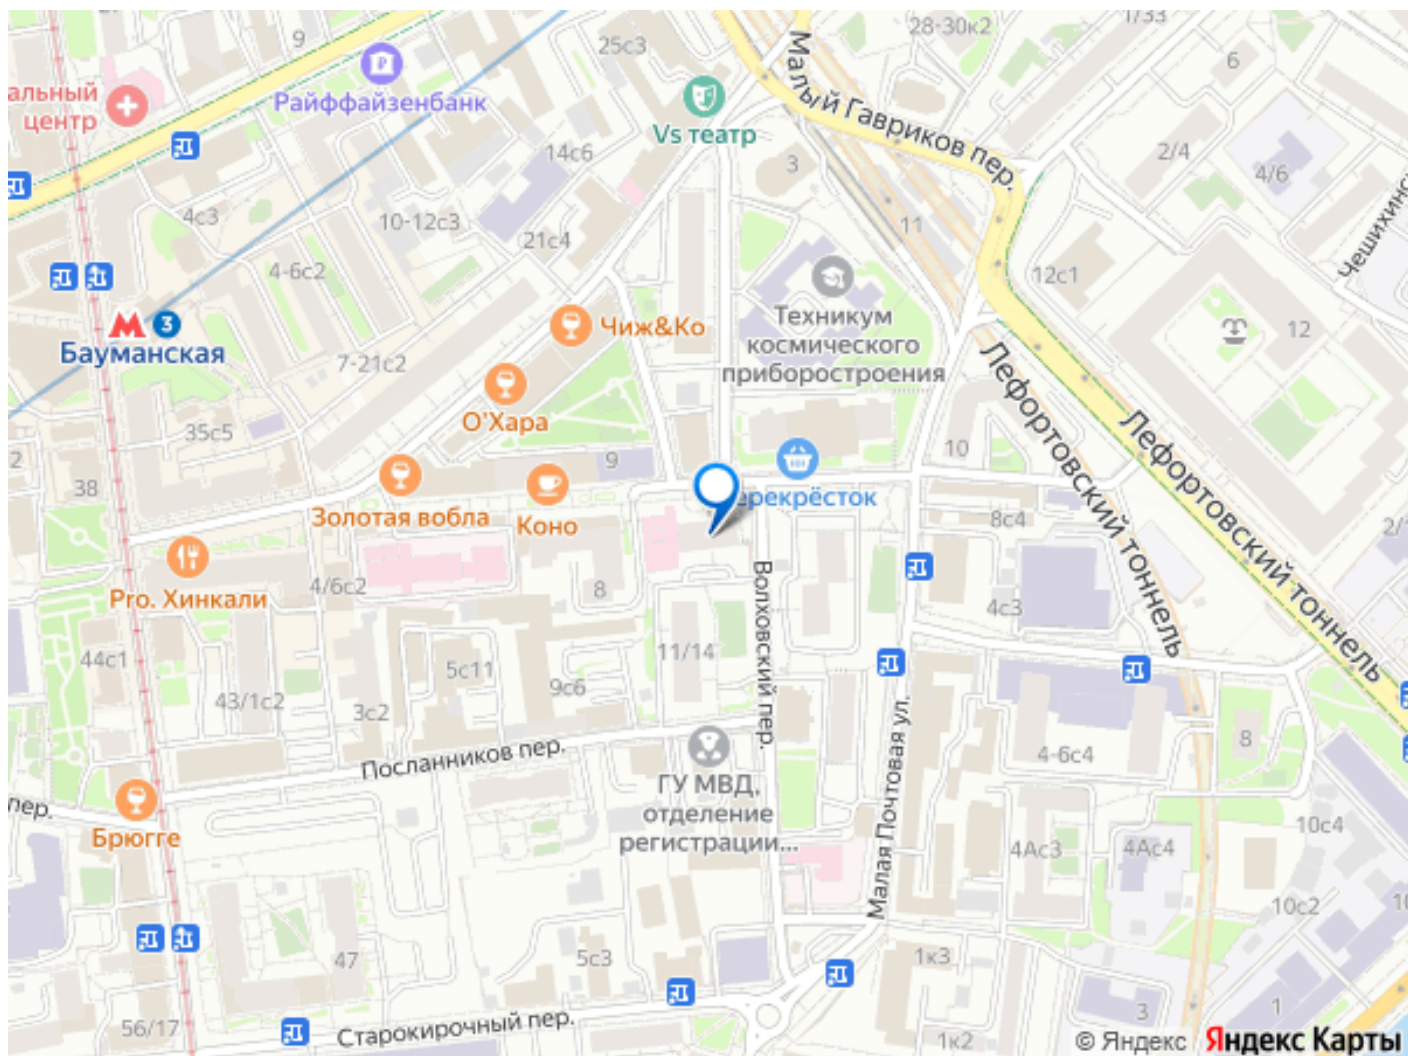 1/33
28-30к2
9
25с3
Малый Гавриков пер.
6
альный
центр
Райффайзенбанк
Vs театр
14с6
3
2/4
4/6
4с3
10-12с3
21с4
11
4-6с2
12с1
12
3
Бауманская
Чиж&Ко
Техникум
космического
приборостроения
7-21с2
О'Хара
Лефортовский тоннель
Лефортовский тоннель
35с5
2
38
9
10
Золотая вобла
Коно
ерекрёсток
8с4
2/
Pro. Хинкали
4/6с2
8
Волховский пер.
4с3
44с1
43/1с2
3с2
5с11
9с6
11/14
Посланников пер.
Малая Почтовая ул.
4-6с4
8
ГУ МВД,
отделение
регистрации...
пер.
Брюгге
10с4
4Ас3
4Ас4
10с2
10
47
5с3
1к3
56/17
Старокирочный пер.
1к2
3
1
© Яндекс
Яндекс Карты